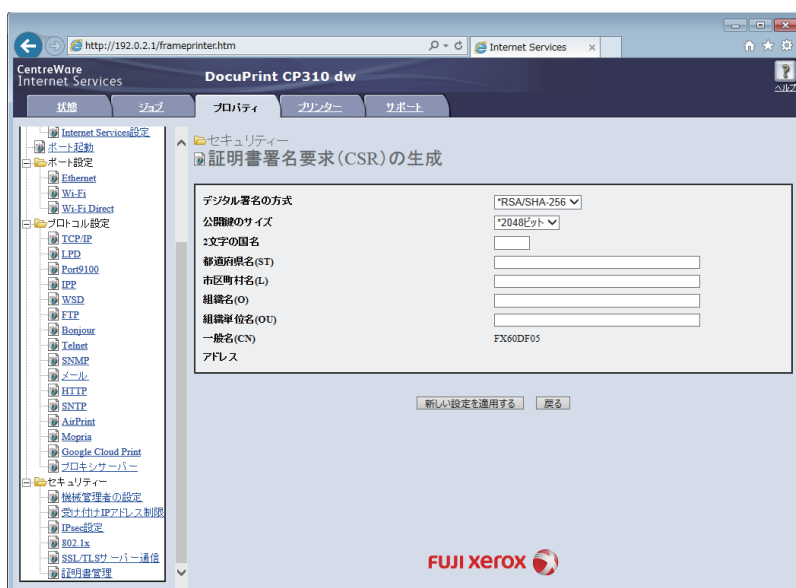 http://192.0.2.1/frameprinter.htm
Internet Services
CentreWare
Internet Services
DocuPrint CP310 dw
ヘルプ
状態
ジョブ
プロパティ
プリンター
サポート
Internet Services設定
ポート起動
ポート設定
Ethernet
Wi-Fi
Wi-Fi Direct
プロトコル設定
TCP/IP
LPD
Port9100
IPP
WSD
FTP
Bonjour
Telnet
SNMP
メール
HTTP
SNTP
AirPrint
Mopria
Google Cloud Print
プロキシサーバー
セキュリティー
機械管理者の設定
受け付けIPアドレス制限
IPsec設定
802.1x
SSL/TLSサーバー通信
証明書管理
セキュリティー
証明書署名要求(CSR)の生成
デジタル署名の方式
*RSA/SHA-256
公開鍵のサイズ
*2048ビット
2文字の国名
都道府県名(ST)
市区町村名(L)
組織名(O)
組織単位名(OU)
一般名(CN)
FX60DF05
アドレス
新しい設定を適用する
戻る
FUJI xerox